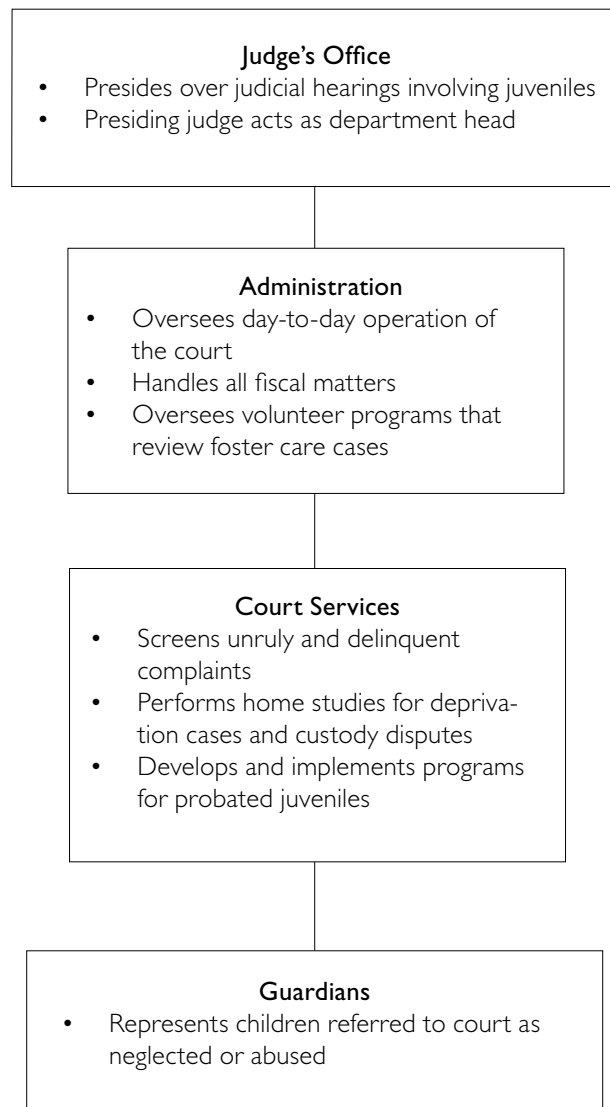 Judge’s Office
• Presides over judicial hearings involving juveniles
• Presiding judge acts as department head
Administration
• Oversees day-to-day operation of
the court
• Handles all fiscal matters
• Oversees volunteer programs that
review foster care cases
Court Services
• Screens unruly and delinquent
complaints
• Performs home studies for depriva-
tion cases and custody disputes
• Develops and implements programs
for probated juveniles
Guardians
• Represents children referred to court as
neglected or abused